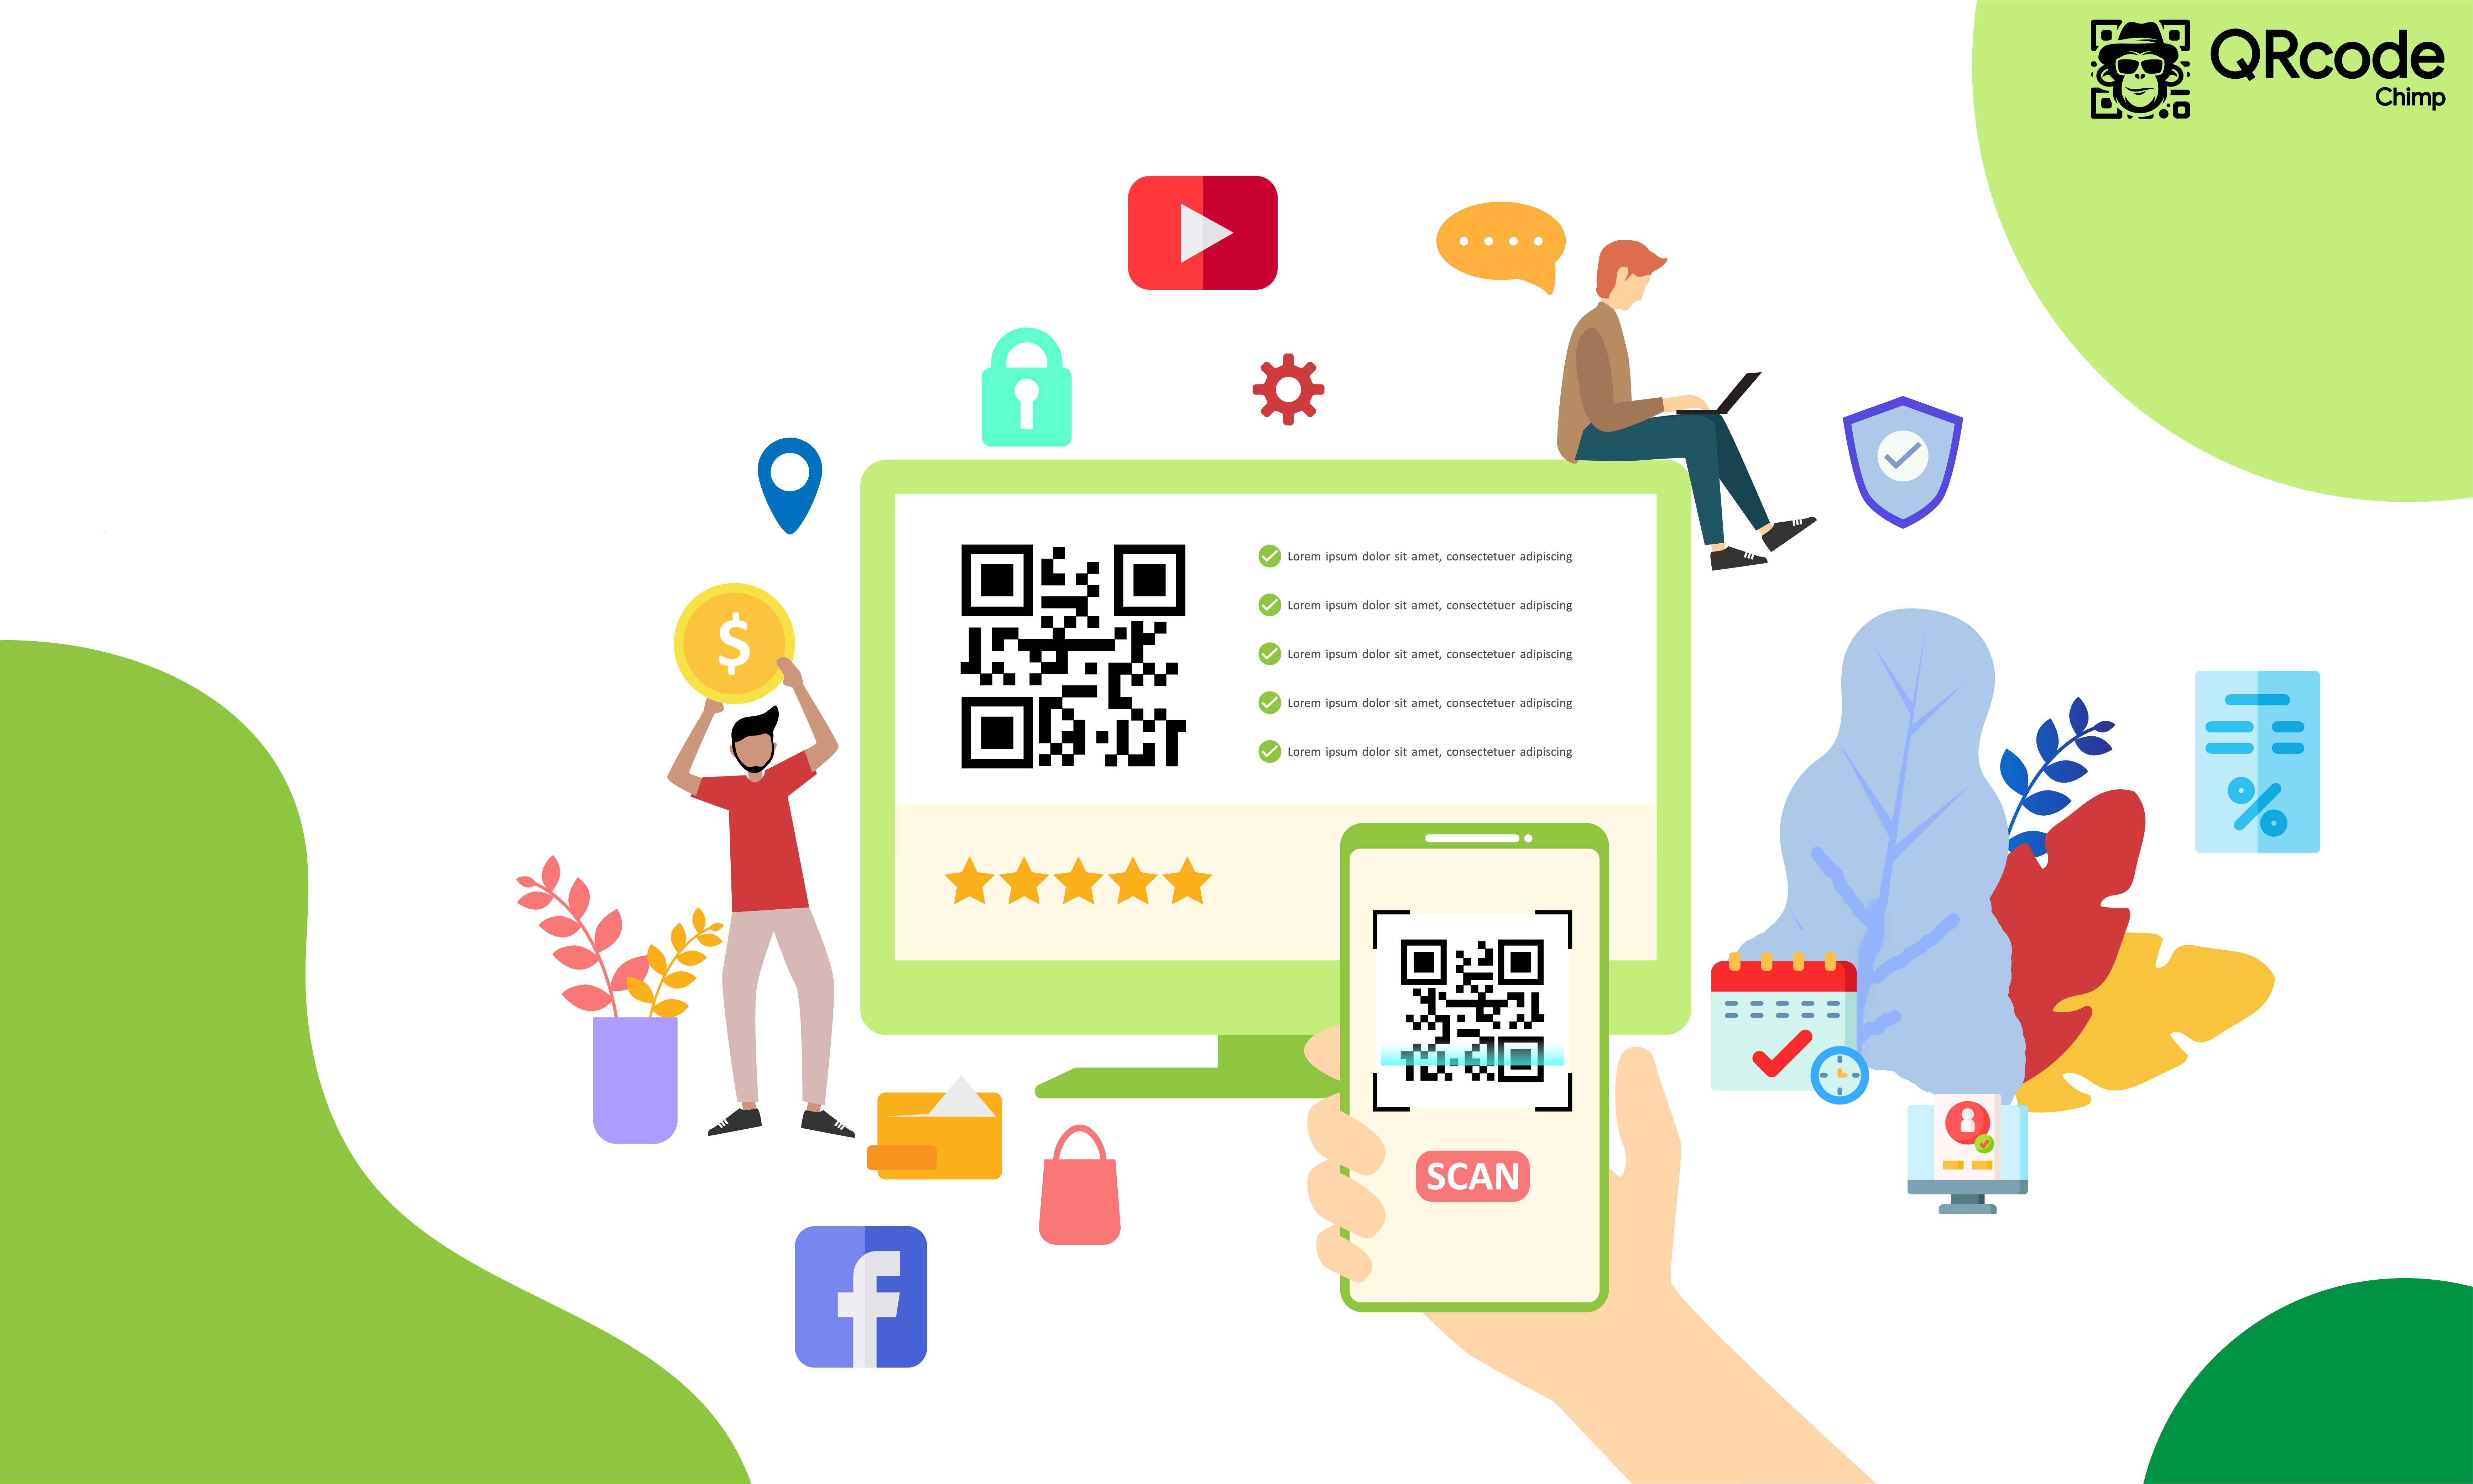 QRcode
Chimp
$
Lorem ipsum dolor sit amet, consectetuer adipiscing
Lorem ipsum dolor sit amet, consectetuer adipiscing
Lorem ipsum dolor sit amet, consectetuer adipiscing
Lorem ipsum dolor sit amet, consectetuer adipiscing
Lorem ipsum dolor sit amet, consectetuer adipiscing
%
SCAN
f